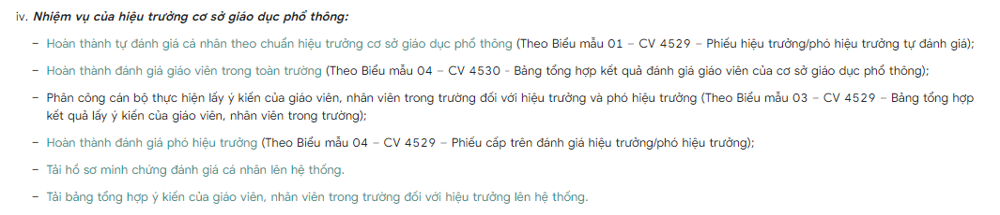 iv. Nhiệm vụ của hiệu trưởng cơ sở giáo dục phổ thông:
– Hoàn thành tự đánh giá cá nhân theo chuẩn hiệu trưởng cơ sở giáo dục phổ thông (Theo Biểu mẫu 01 – CV 4529 – Phiếu hiệu trưởng/phó hiệu trưởng tự đánh giá);
– Hoàn thành đánh giá giáo viên trong toàn trường (Theo Biểu mẫu 04 – CV 4530 - Bảng tổng hợp kết quả đánh giá giáo viên của cơ sở giáo dục phổ thông);
– Phân công cán bộ thực hiện lấy ý kiến của giáo viên, nhân viên trong trường đối với hiệu trưởng và phó hiệu trưởng (Theo Biểu mẫu 03 – CV 4529 – Bảng tổng hợp
kết quả lấy ý kiến của giáo viên, nhân viên trong trường);
– Hoàn thành đánh giá phó hiệu trưởng (Theo Biểu mẫu 04 – CV 4529 – Phiếu cấp trên đánh giá hiệu trưởng/phó hiệu trưởng);
– Tải hồ sơ minh chứng đánh giá cá nhân lên hệ thống.
– Tải bảng tổng hợp ý kiến của giáo viên, nhân viên trong trường đối với hiệu trưởng lên hệ thống.